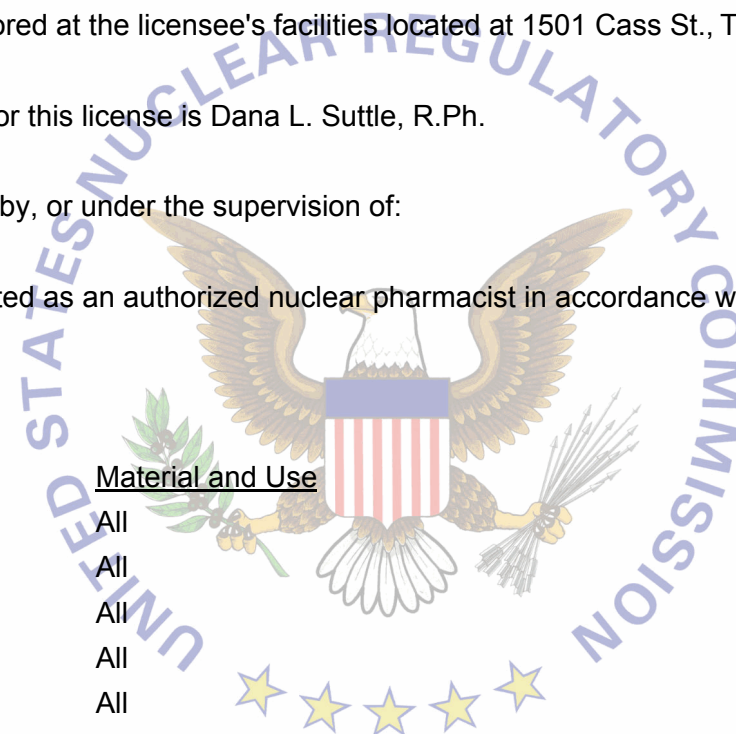 ored at the licensee's facilities located at 1501 Cass St., T
or this license is Dana L. Suttle, R.Ph.
by, or under the supervision of:
ted as an authorized nuclear pharmacist in accordance w
Material and Use
All
All
All
All
All
UNITED STATES NUCLEAR REGULATORY COMMISSION